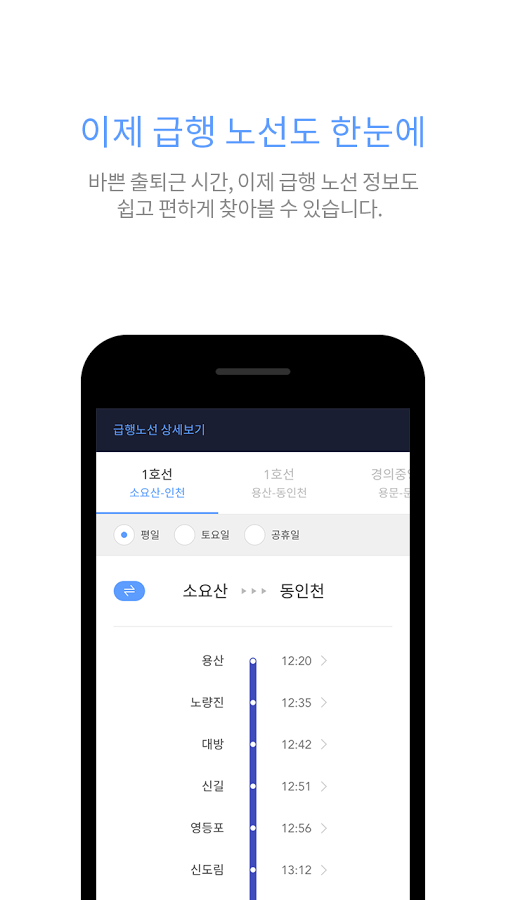 이제 급행 노선도 한눈에
바쁜 출퇴근 시간, 이제 급행 노선 정보도
쉽고 편하게 찾아볼 수 있습니다.
급행노선 상세보기
1호선 1호선
소요산-인천 용산-동인천 용문-
평일 토요일 공휴일
소요산 동인천
용산 12:20
노량진 12:35
대방 12:42
신길 12:51
영등포 12:56
신도림 13:12